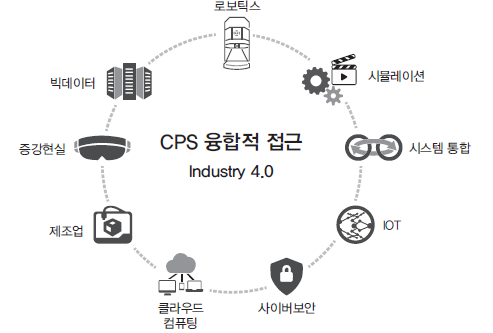 로보틱스
시뮬레이션
시스템 통합
IOT
사이버보안
클라우드
컴퓨팅
제조업
증강현실
빅데이터
CPS 융합적 접근
Industry 4.0